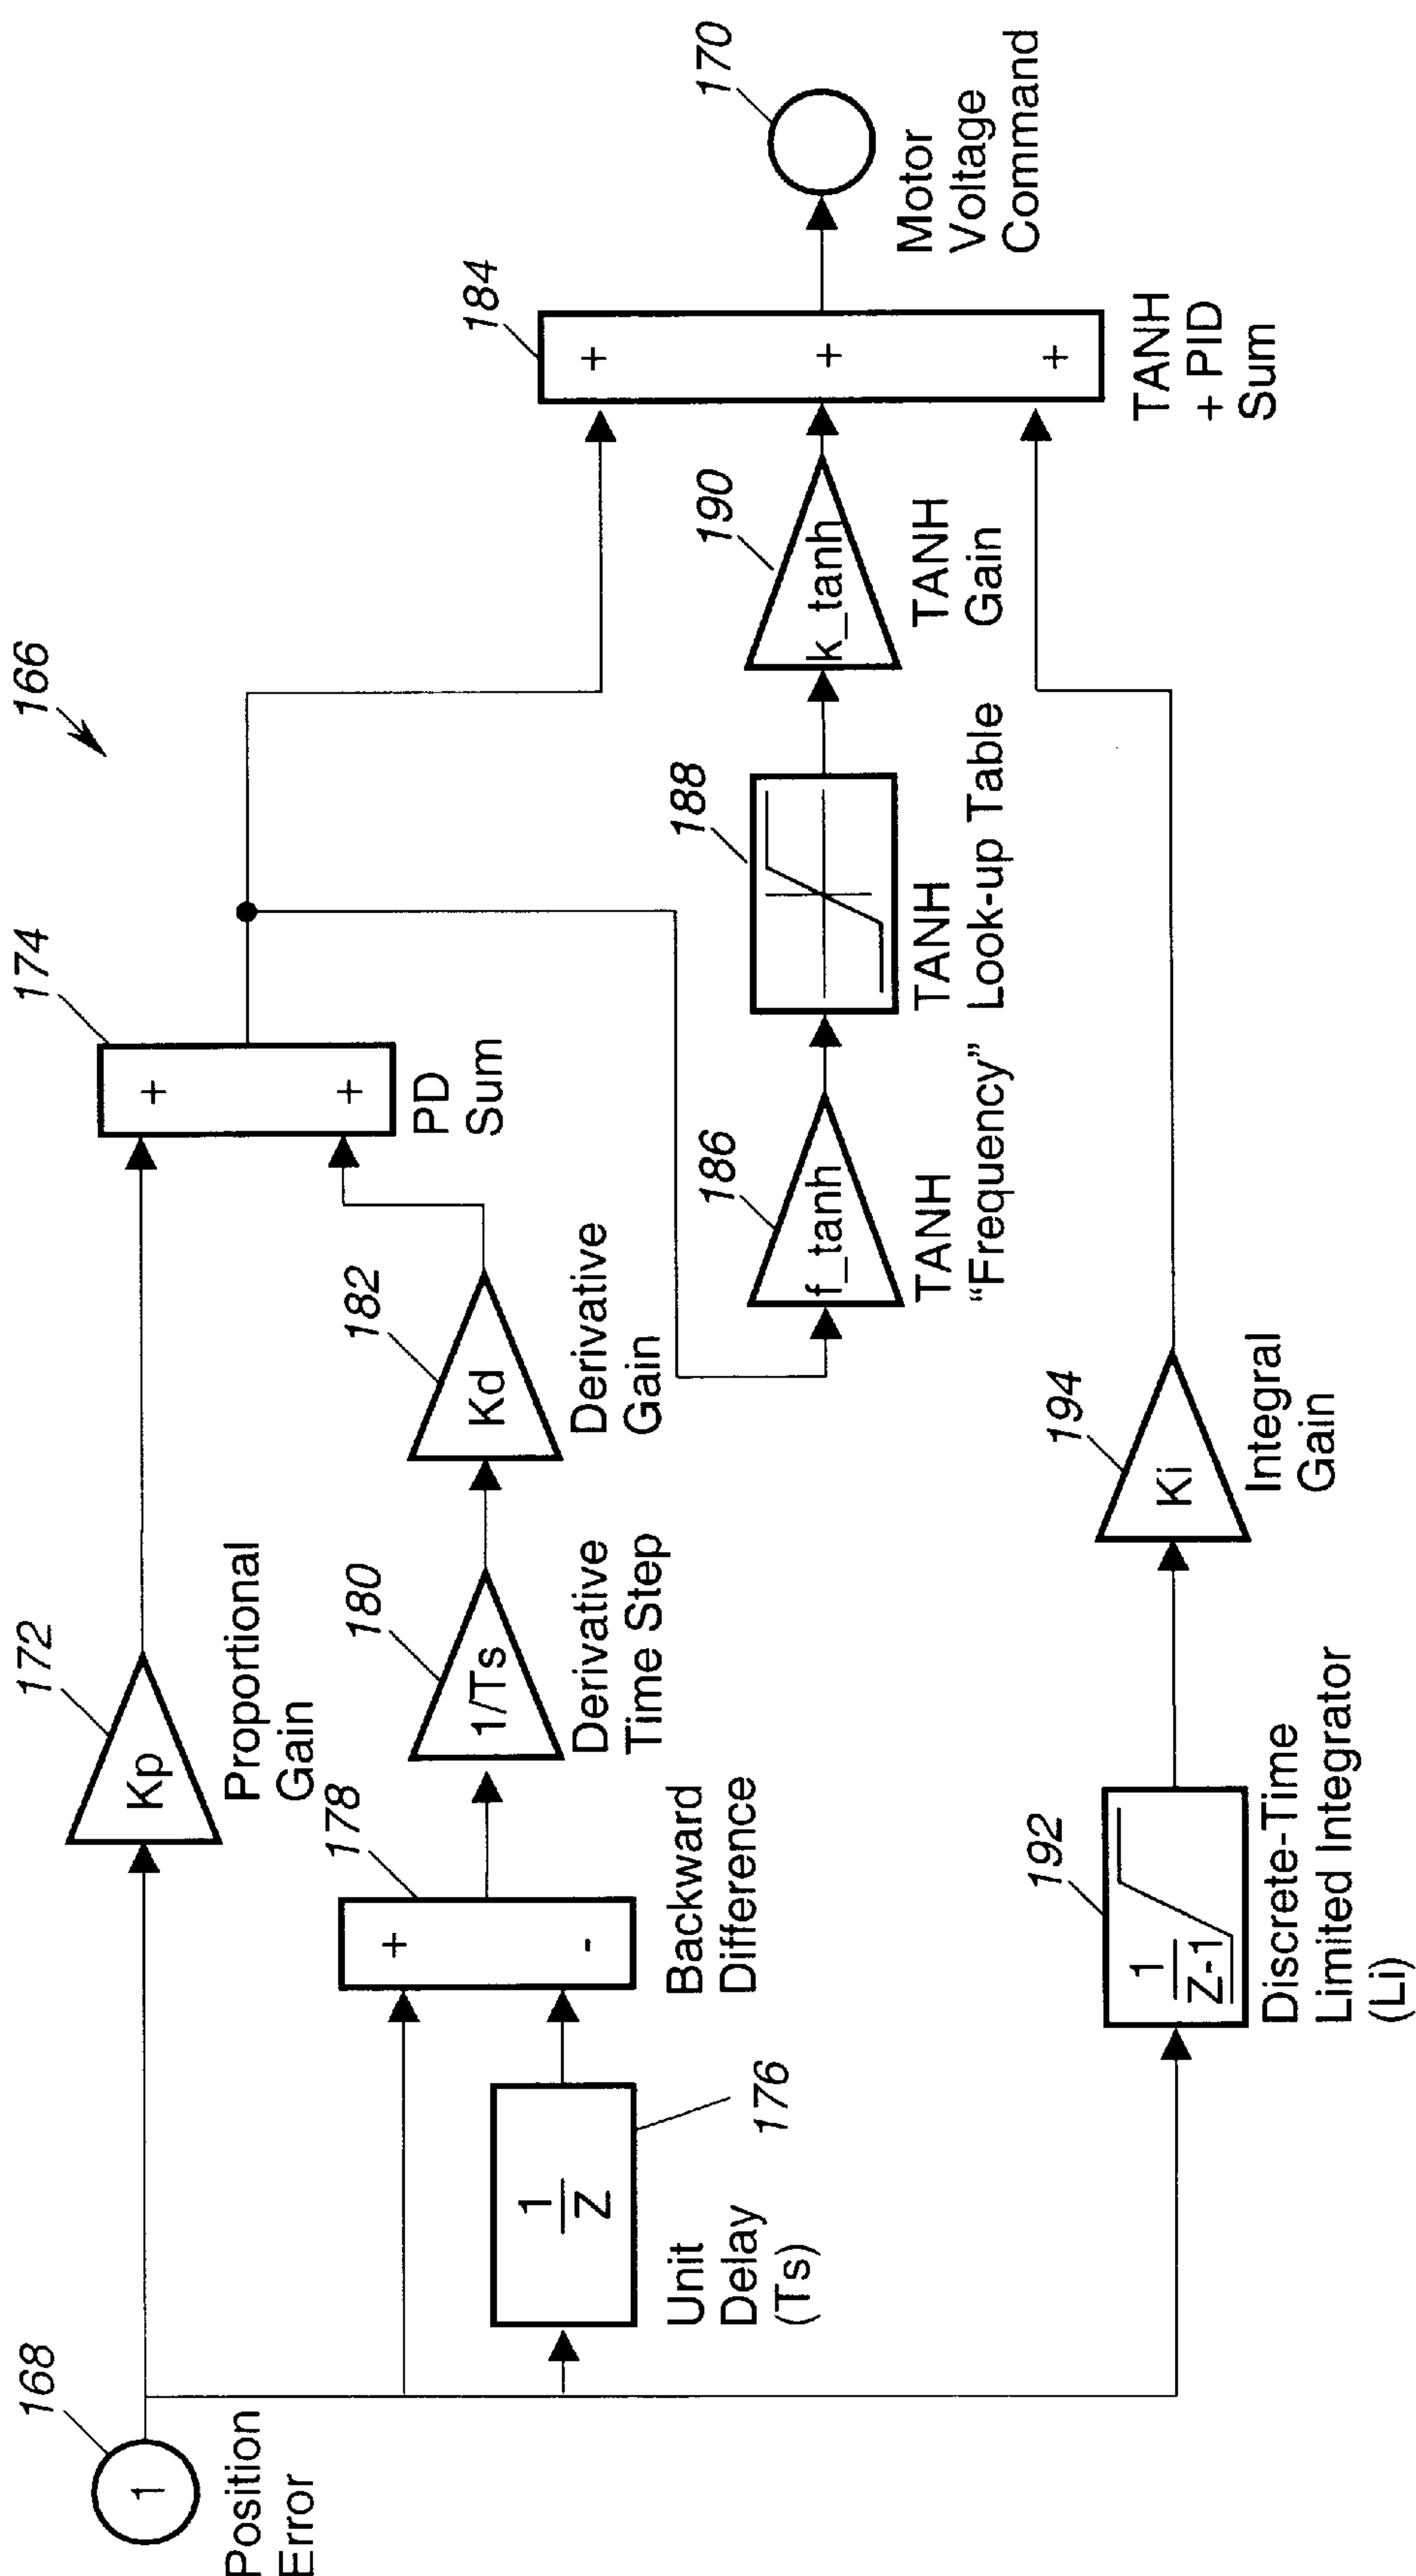 166
168
1
Position
Error
172
Kp
Proportional
Gain
174
+
+
PD
Sum
176
1
Z
Unit
Delay
(Ts)
178
+
-
Backward
Difference
180
1/Ts
Derivative
Time Step
182
Kd
Derivative
Gain
186
f_tanh
TANH
“Frequency”
188
TANH
Look-up Table
190
k_tanh
TANH
Gain
184
+
+
+
TANH
+ PID
Sum
170
Motor
Voltage
Command
192
1
Z-1
Discrete-Time
Limited Integrator
(Li)
194
Ki
Integral
Gain